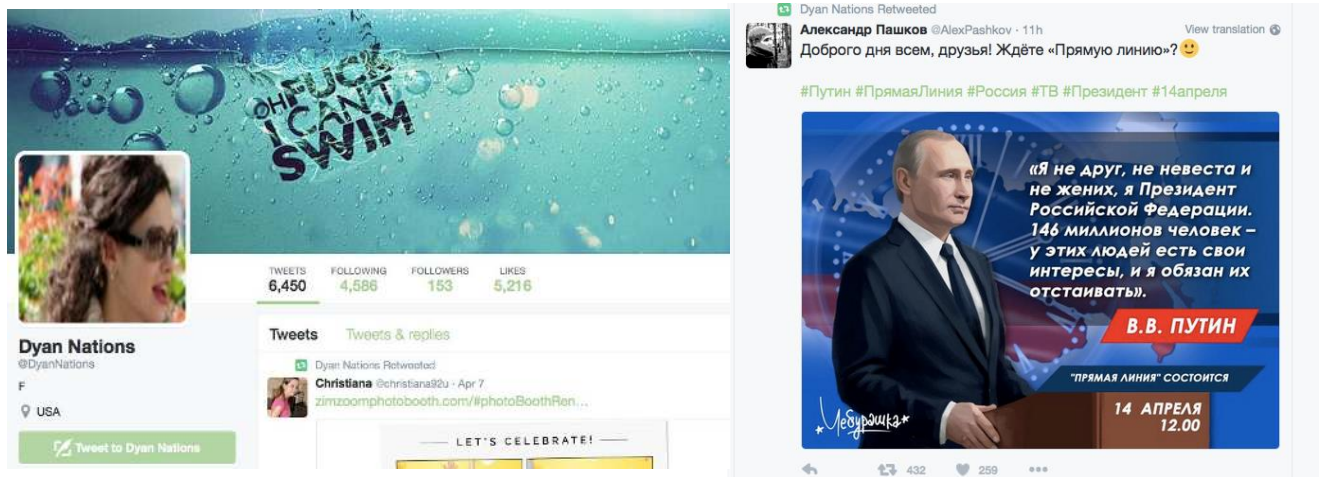 OH FUCK
I CAN'T
SWIM
TWEETS
6,450
FOLLOWING
4,586
FOLLOWERS
153
LIKES
5,216
Dyan Nations
@DyanNations
F
USA
Tweet to Dyan Nations
Tweets Tweets & replies
Dyan Nations Retweeted
Christiana @christiana92u · Apr 7
zimzoomphotobooth.com/#photoBoothRen...
LET'S CELEBRATE!
Dyan Nations Retweeted
Александр Пашков @AlexPashkov · 11h
View translation
Доброго дня всем, друзья! Ждёте «Прямую линию»?
#Путин #ПрямаяЛиния #Россия #ТВ #Президент #14апреля
«Я не друг, не невеста и
не жених, я Президент
Российской Федерации.
146 миллионов человек –
у этих людей есть свои
интересы, и я обязан их
отстаивать».
В.В. ПУТИН
"ПРЯМАЯ ЛИНИЯ" СОСТОИТСЯ
14 АПРЕЛЯ
12.00
Чебурашка
432
259